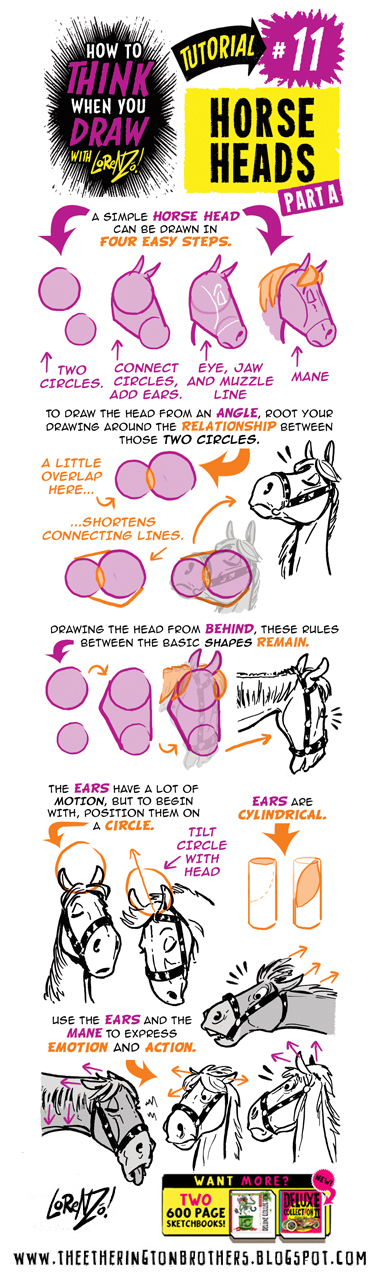 HOW TO
THINK
WHEN YOU
DRAW
WITH LORENZO!
TUTORIAL # 11
HORSE
HEADS
PART A
A SIMPLE HORSE HEAD
CAN BE DRAWN IN
FOUR EASY STEPS.
TWO
CIRCLES.
CONNECT
CIRCLES,
ADD EARS.
EYE, JAW
AND MUZZLE
LINE
MANE
TO DRAW THE HEAD FROM AN ANGLE, ROOT YOUR
DRAWING AROUND THE RELATIONSHIP BETWEEN
THOSE TWO CIRCLES.
A LITTLE
OVERLAP
HERE...
...SHORTENS
CONNECTING LINES.
DRAWING THE HEAD FROM BEHIND, THESE RULES
BETWEEN THE BASIC SHAPES REMAIN.
THE EARS HAVE A LOT OF
MOTION, BUT TO BEGIN
WITH, POSITION THEM ON
A CIRCLE.
TILT
CIRCLE
WITH
HEAD
EARS ARE
CYLINDRICAL.
USE THE EARS AND THE
MANE TO EXPRESS
EMOTION AND ACTION.
LORENZO!
WANT MORE?
TWO
600 PAGE
SKETCHBOOKS!
NEW!
DELUXE
COLLECTION II
WWW.THEETHERINGTONBROTHERS.BLOGSPOT.COM